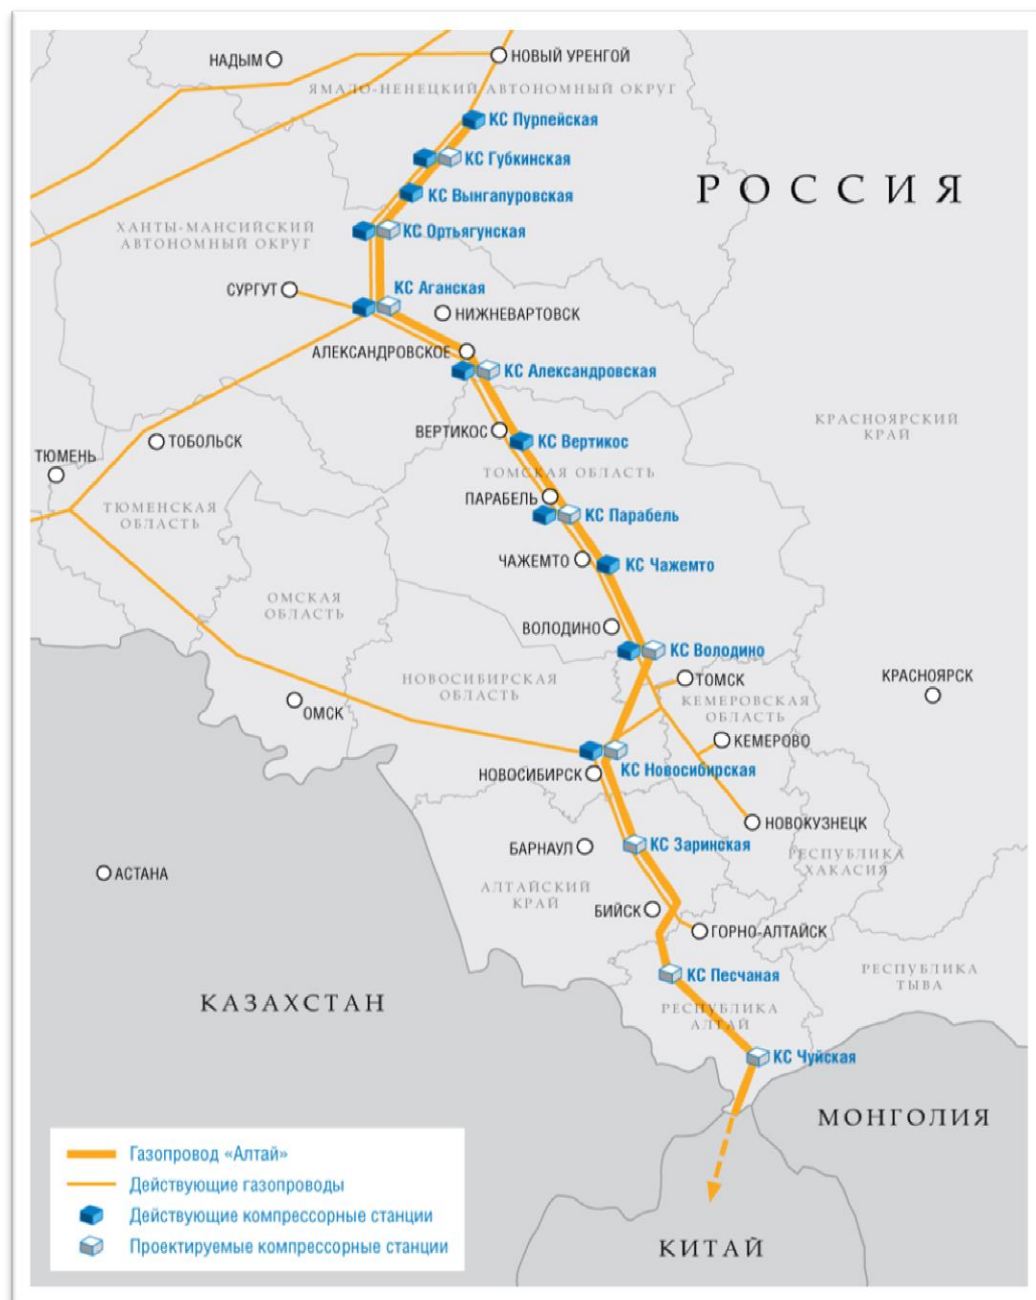 НАДЫМ
НОВЫЙ УРЕНГОЙ
ЯМАЛО-НЕНЕЦКИЙ АВТОНОМНЫЙ ОКРУГ
КС Пурпейская
КС Губкинская
РОССИЯ
КС Вынгапуровская
ХАНТЫ-МАНСИЙСКИЙ
АВТОНОМНЫЙ ОКРУГ
КС Ортьягунская
СУРГУТ
КС Аганская
НИЖНЕВАРТОВСК
АЛЕКСАНДРОВСКОЕ
КС Александровская
КРАСНОЯРСКИЙ
КРАЙ
ВЕРТИКОС
КС Вертикос
ТОБОЛЬСК
ТЮМЕНЬ
ТОМСКАЯ ОБЛАСТЬ
ПАРАБЕЛЬ
КС Парабель
ТЮМЕНСКАЯ
ОБЛАСТЬ
ЧАЖЕМТО
КС Чажемто
ОМСКАЯ
ОБЛАСТЬ
ВОЛОДИНО
КС Володино
НОВОСИБИРСКАЯ
ОБЛАСТЬ
ТОМСК
КРАСНОЯРСК
КЕМЕРОВСКАЯ
ОБЛАСТЬ
ОМСК
КЕМЕРОВО
КС Новосибирская
НОВОСИБИРСК
НОВОКУЗНЕЦК
КС Заринская
БАРНАУЛ
РЕСПУБЛИКА
ХАКАСИЯ
АСТАНА
АЛТАЙСКИЙ
КРАЙ
БИЙСК
ГОРНО-АЛТАЙСК
КС Песчаная
РЕСПУБЛИКА
ТЫВА
КАЗАХСТАН
РЕСПУБЛИКА
АЛТАЙ
КС Чуйская
МОНГОЛИЯ
Газопровод «Алтай»
Действующие газопроводы
Действующие компрессорные станции
Проектируемые компрессорные станции
КИТАЙ